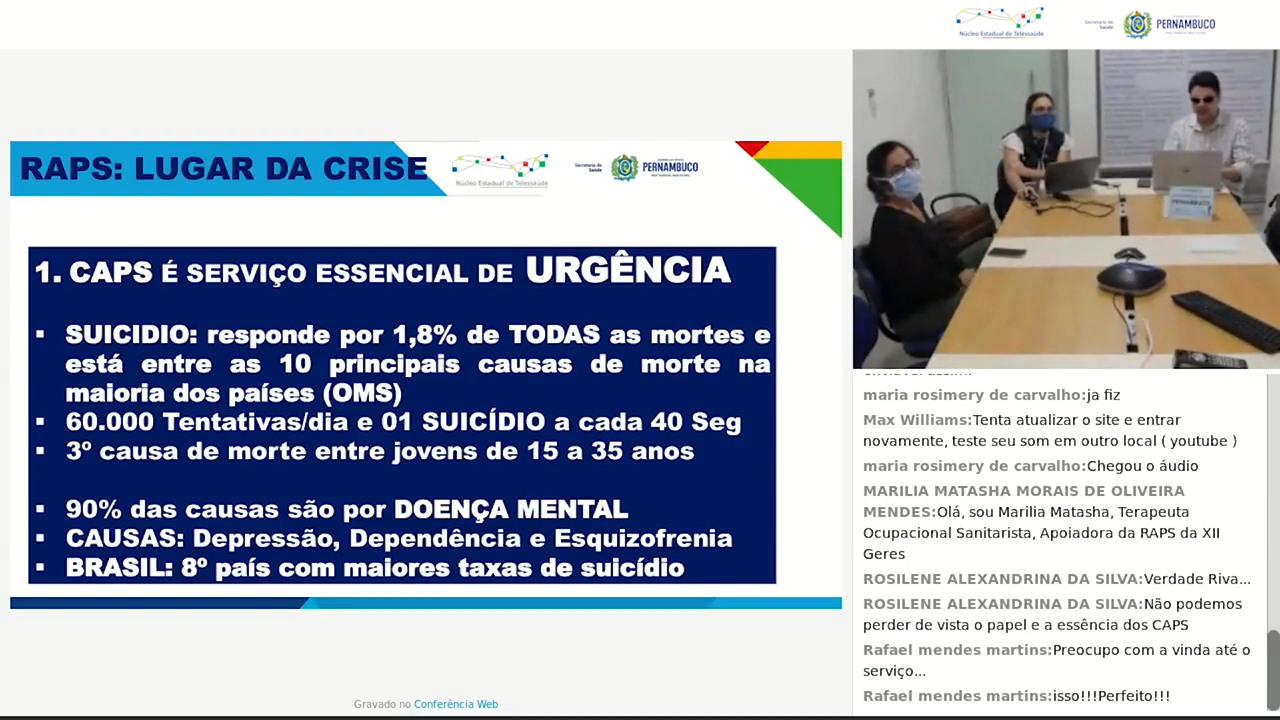 Núcleo Estadual de Telessaúde
Secretaria de
Saúde
PERNAMBUCO
RAPS: LUGAR DA CRISE
Núcleo Estadual de Telessaúde
Secretaria de
Saúde
PERNAMBUCO
1. CAPS É SERVIÇO ESSENCIAL DE URGÊNCIA
▪ SUICIDIO: responde por 1,8% de TODAS as mortes e
está entre as 10 principais causas de morte na
maioria dos países (OMS)
▪ 60.000 Tentativas/dia e 01 SUICÍDIO a cada 40 Seg
▪ 3º causa de morte entre jovens de 15 a 35 anos
▪ 90% das causas são por DOENÇA MENTAL
▪ CAUSAS: Depressão, Dependência e Esquizofrenia
▪ BRASIL: 8º país com maiores taxas de suicídio
Gravado no Conferência Web
PERNAMBUCO
maria rosimery de carvalho:ja fiz
Max Williams:Tenta atualizar o site e entrar
novamente, teste seu som em outro local ( youtube )
maria rosimery de carvalho:Chegou o áudio
MARILIA MATASHA MORAIS DE OLIVEIRA
MENDES:Olá, sou Marilia Matasha, Terapeuta
Ocupacional Sanitarista, Apoiadora da RAPS da XII
Geres
ROSILENE ALEXANDRINA DA SILVA:Verdade Riva...
ROSILENE ALEXANDRINA DA SILVA:Não podemos
perder de vista o papel e a essência dos CAPS
Rafael mendes martins:Preocupo com a vinda até o
serviço...
Rafael mendes martins:isso!!!Perfeito!!!